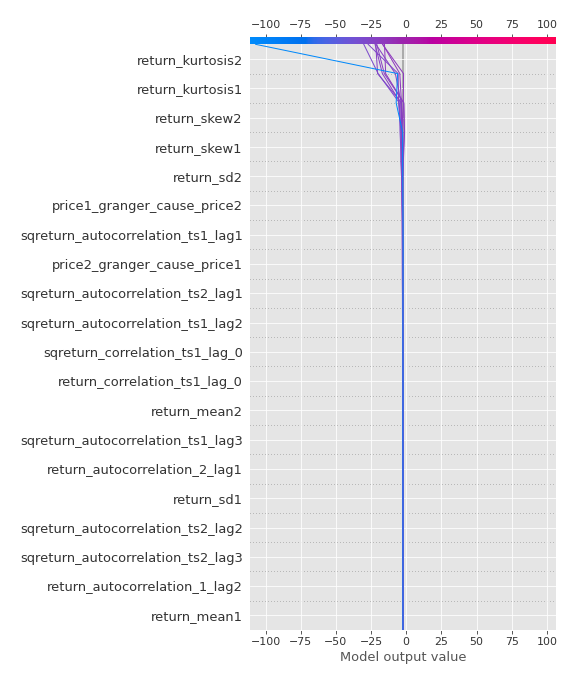 −100 −75 −50 −25 0 25 50 75 100
return_kurtosis2
return_kurtosis1
return_skew2
return_skew1
return_sd2
price1_granger_cause_price2
sqreturn_autocorrelation_ts1_lag1
price2_granger_cause_price1
sqreturn_autocorrelation_ts2_lag1
sqreturn_autocorrelation_ts1_lag2
sqreturn_correlation_ts1_lag_0
return_correlation_ts1_lag_0
return_mean2
sqreturn_autocorrelation_ts1_lag3
return_autocorrelation_2_lag1
return_sd1
sqreturn_autocorrelation_ts2_lag2
sqreturn_autocorrelation_ts2_lag3
return_autocorrelation_1_lag2
return_mean1
−100 −75 −50 −25 0 25 50 75 100
Model output value